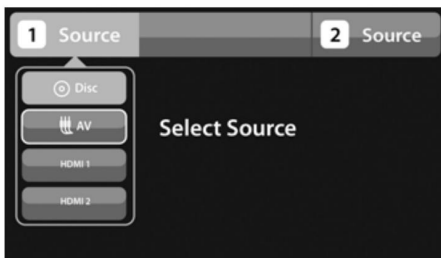 1 Source
2 Source
Disc
AV
Select Source
HDMI 1
HDMI 2